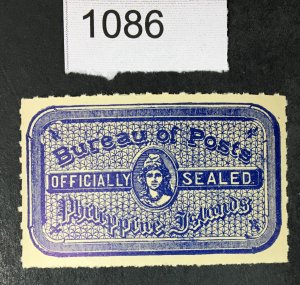 1086
Bureau of Posts
OFFICIALLY SEALED.
Philippine Islands